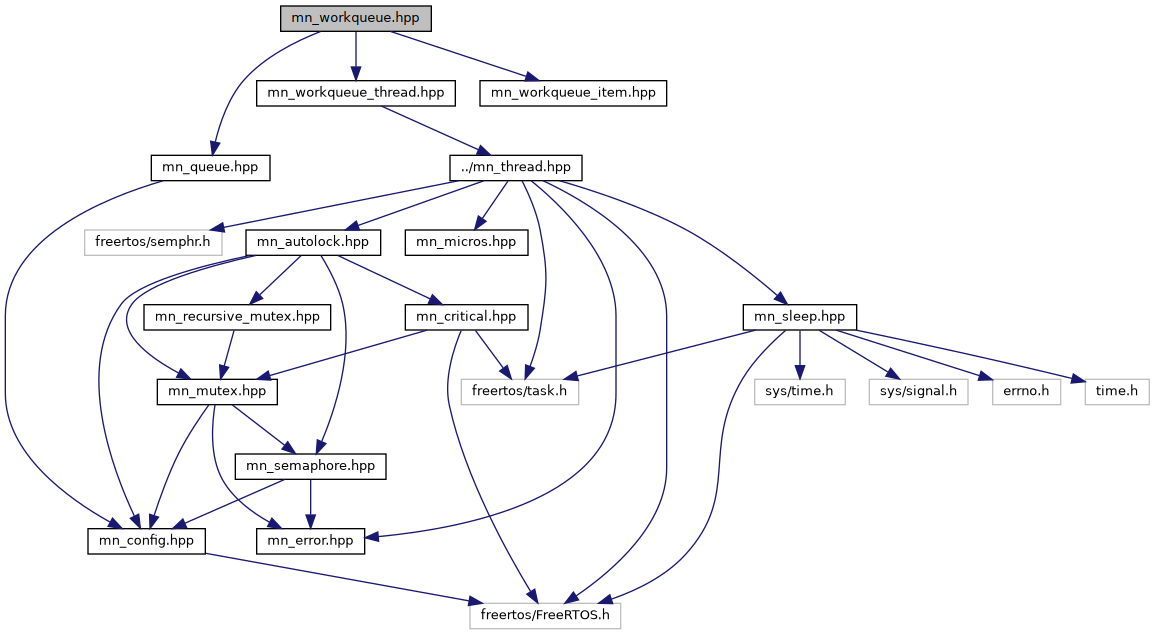 mn_workqueue.hpp
mn_workqueue_thread.hpp
mn_workqueue_item.hpp
mn_queue.hpp
../mn_thread.hpp
freertos/semphr.h
mn_autolock.hpp
mn_micros.hpp
mn_recursive_mutex.hpp
mn_critical.hpp
mn_sleep.hpp
mn_mutex.hpp
freertos/task.h
sys/time.h
sys/signal.h
errno.h
time.h
mn_semaphore.hpp
mn_config.hpp
mn_error.hpp
freertos/FreeRTOS.h